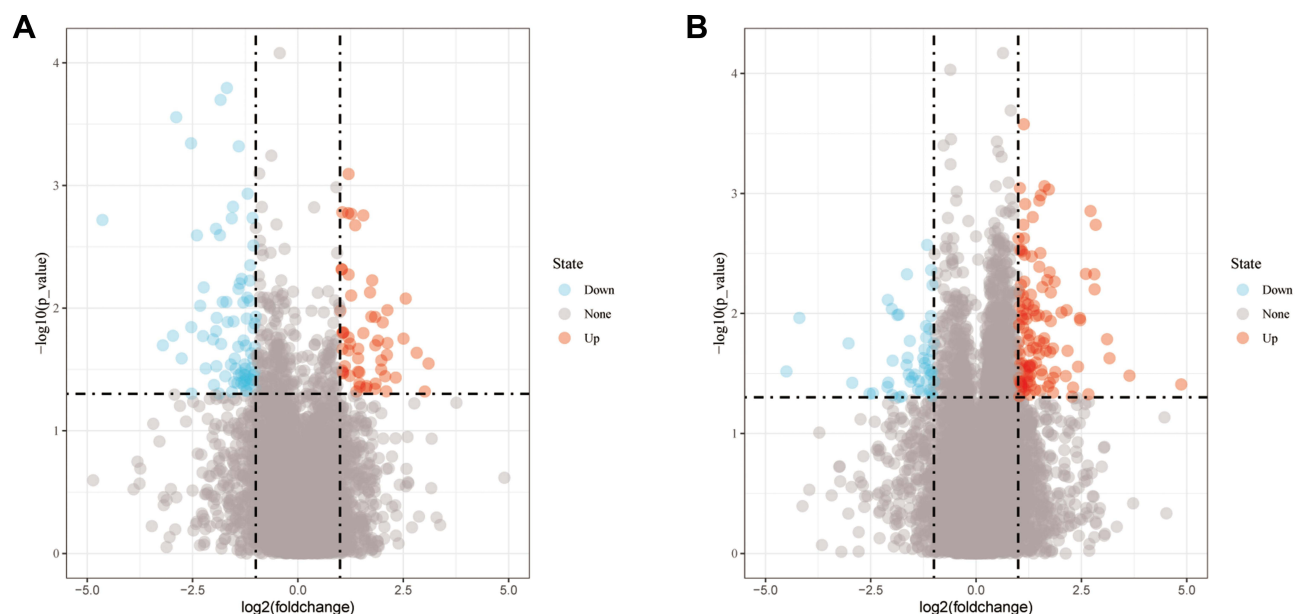 A
−log10(p_value)
4
3
2
1
0
−5.0
−2.5
0.0
2.5
5.0
log2(foldchange)
State
Down
None
Up
B
−log10(p_value)
4
3
2
1
0
−5.0
−2.5
0.0
2.5
5.0
log2(foldchange)
State
Down
None
Up